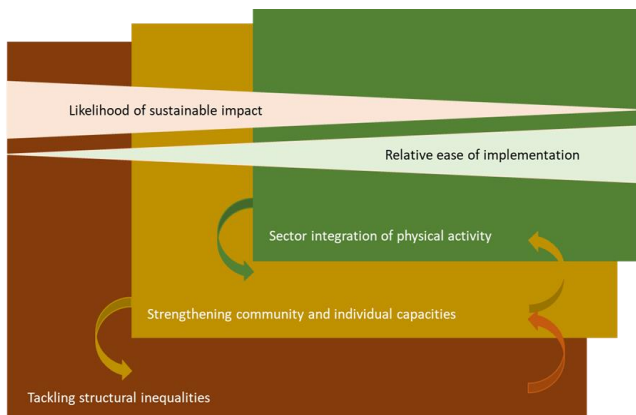 Likelihood of sustainable impact
Relative ease of implementation
Sector integration of physical activity
Strengthening community and individual capacities
Tackling structural inequalities